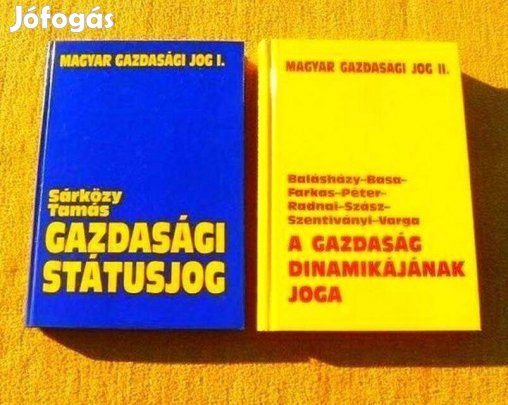 Jófogás
MAGYAR GAZDASÁGI JOG I.
Sárközy
Tamás
GAZDASÁGI
STÁTUSJOG
MAGYAR GAZDASAGI JOG II.
Balásházy-Basa-
Farkas-Péter-
Radnai-Szász-
Szentiványi-Varga
A GAZDASÁG
DINAMIKÁJÁNAK
JOGA